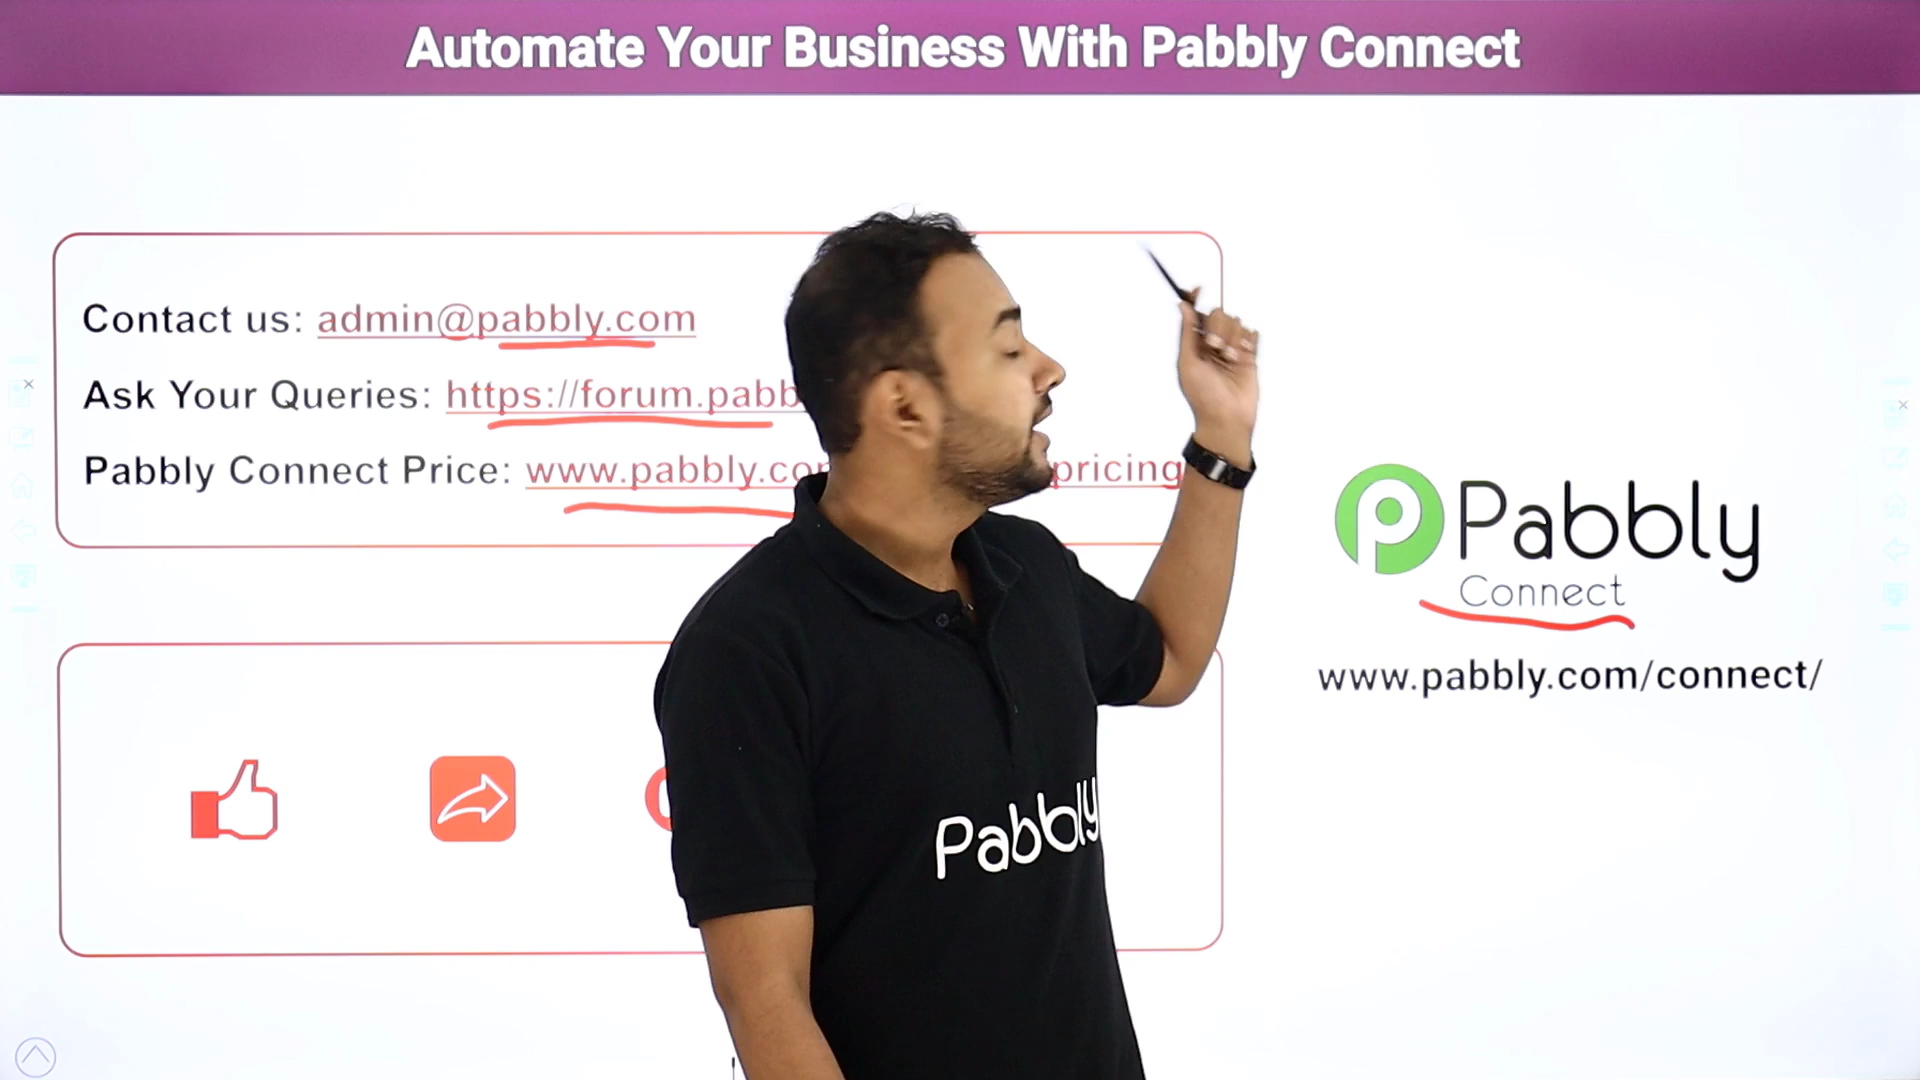 Automate Your Business With Pabbly Connect
Contact us: admin@pabbly.com
Ask Your Queries: https://forum.pabb
Pabbly Connect Price: www.pabbly.co pricing
Pabbly
Connect
www.pabbly.com/connect/
Pabbly